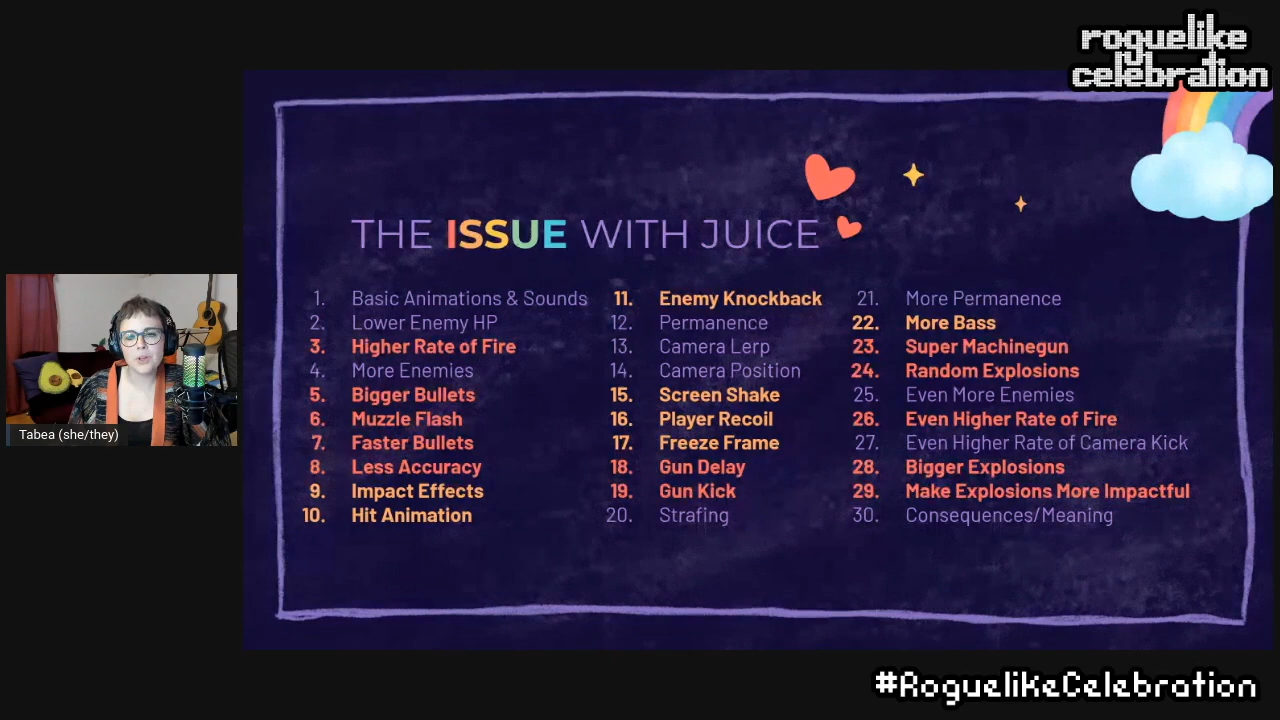 roguelike
celebration
THE ISSUE WITH JUICE
1. Basic Animations & Sounds
2. Lower Enemy HP
3. Higher Rate of Fire
4. More Enemies
5. Bigger Bullets
6. Muzzle Flash
7. Faster Bullets
8. Less Accuracy
9. Impact Effects
10. Hit Animation
11. Enemy Knockback
12. Permanence
13. Camera Lerp
14. Camera Position
15. Screen Shake
16. Player Recoil
17. Freeze Frame
18. Gun Delay
19. Gun Kick
20. Strafing
21. More Permanence
22. More Bass
23. Super Machinegun
24. Random Explosions
25. Even More Enemies
26. Even Higher Rate of Fire
27. Even Higher Rate of Camera Kick
28. Bigger Explosions
29. Make Explosions More Impactful
30. Consequences/Meaning
Tabea (she/they)
#RoguelikeCelebration